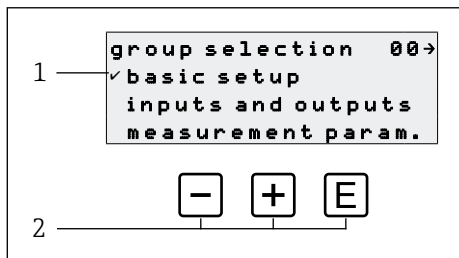 group selection 00→
1
✓basic setup
inputs and outputs
measurement param.
- + E
2